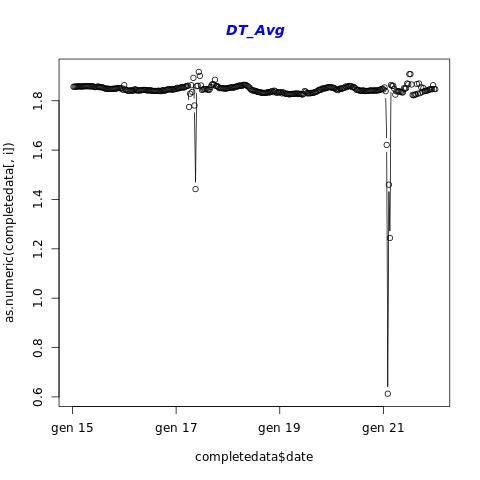 DT_Avg
as.numeric(completedata[, i])
1.8
1.6
1.4
1.2
1.0
0.8
0.6
gen 15
gen 17
gen 19
gen 21
completedata$date